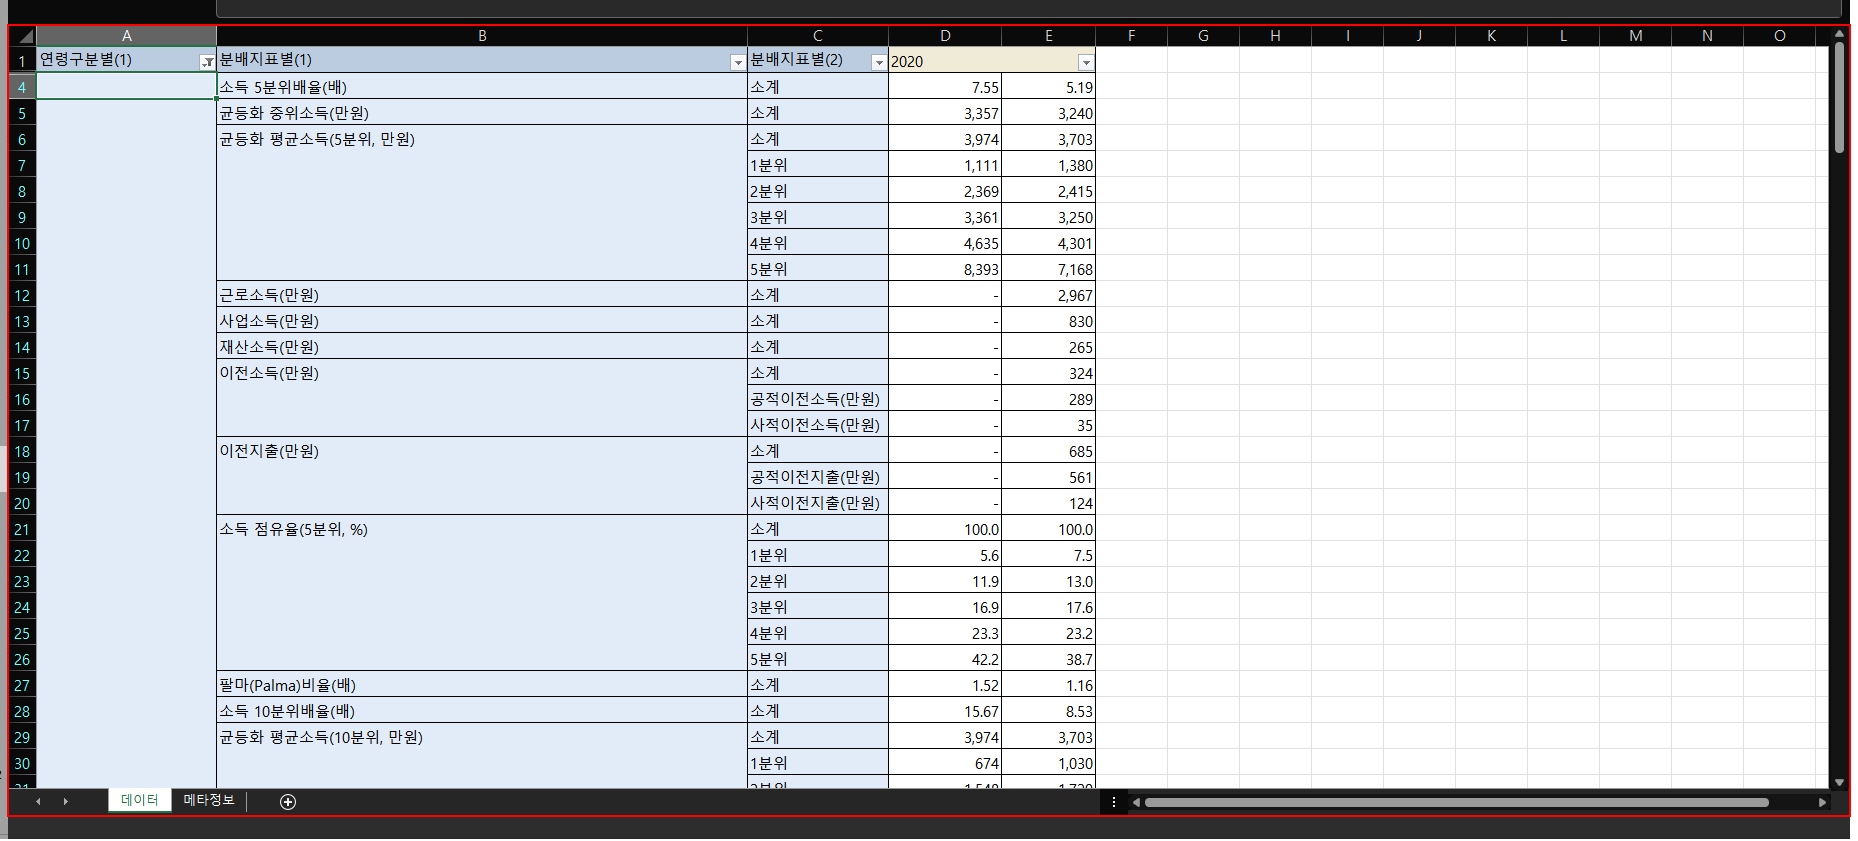 A B C D E F G H I J K L M N O
1 연령구분별(1) 분배지표별(1) 분배지표별(2) 2020
4 소득 5분위배율(배) 소계 7.55 5.19
5 균등화 중위소득(만원) 소계 3,357 3,240
6 균등화 평균소득(5분위, 만원) 소계 3,974 3,703
7 1분위 1,111 1,380
8 2분위 2,369 2,415
9 3분위 3,361 3,250
10 4분위 4,635 4,301
11 5분위 8,393 7,168
12 근로소득(만원) 소계 - 2,967
13 사업소득(만원) 소계 - 830
14 재산소득(만원) 소계 - 265
15 이전소득(만원) 소계 - 324
16 공적이전소득(만원) - 289
17 사적이전소득(만원) - 35
18 이전지출(만원) 소계 - 685
19 공적이전지출(만원) - 561
20 사적이전지출(만원) - 124
21 소득 점유율(5분위, %) 소계 100.0 100.0
22 1분위 5.6 7.5
23 2분위 11.9 13.0
24 3분위 16.9 17.6
25 4분위 23.3 23.2
26 5분위 42.2 38.7
27 팔마(Palma)비율(배) 소계 1.52 1.16
28 소득 10분위배율(배) 소계 15.67 8.53
29 균등화 평균소득(10분위, 만원) 소계 3,974 3,703
30 1분위 674 1,030
데이터 메타정보